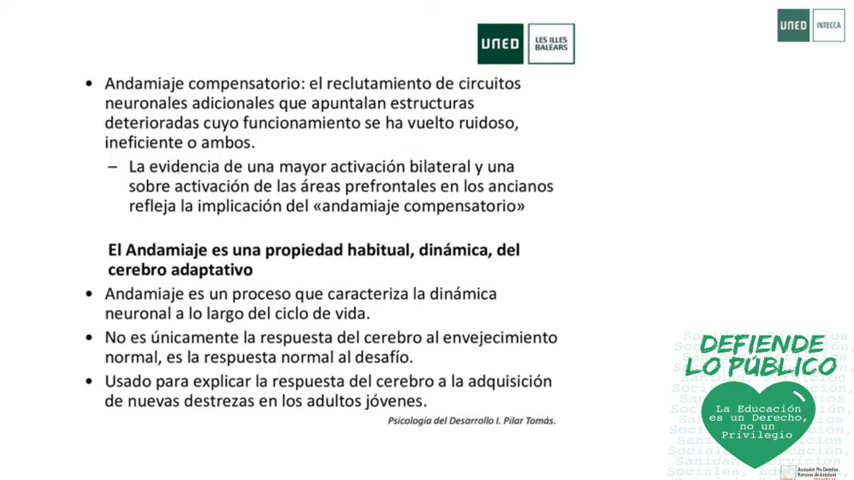 UNED
LES ILLES
BALEARS
UNED
INTECCA
• Andamiaje compensatorio: el reclutamiento de circuitos
neuronales adicionales que apuntalan estructuras
deterioradas cuyo funcionamiento se ha vuelto ruidoso,
ineficiente o ambos.
– La evidencia de una mayor activación bilateral y una
sobre activación de las áreas prefrontales en los ancianos
refleja la implicación del «andamiaje compensatorio»
El Andamiaje es una propiedad habitual, dinámica, del
cerebro adaptativo
• Andamiaje es un proceso que caracteriza la dinámica
neuronal a lo largo del ciclo de vida.
• No es únicamente la respuesta del cerebro al envejecimiento
normal, es la respuesta normal al desafío.
• Usado para explicar la respuesta del cerebro a la adquisición
de nuevas destrezas en los adultos jóvenes.
Psicología del Desarrollo I. Pilar Tomás.
DEFIENDE
LO PÚBLICO
La Educación
es un Derecho,
no un
Privilegio